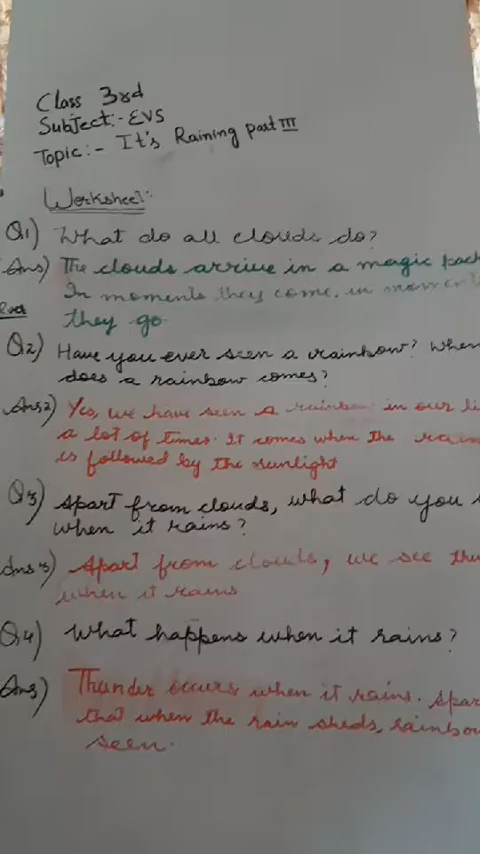 Class 3rd
Subject:- EVS
Topic:- It's Raining part III
Worksheet:-
Q1) What do all clouds do?
Ans) The clouds arrive in a magic
In moments they come, in
they go
Q2) Have you ever seen a rainbow? When
does a rainbow comes?
Ans2) Yes, we have seen a rainbow in our
a lot of times. It comes when the rain
is followed by the sunlight
Q3) Apart from clouds, what do you
when it rains?
Ans 3) Apart from clouds, we see
when it rains
Q4) What happens when it rains?
Ans) Thunder occurs when it rains. Apar
that when the rain sheds, rainbow
seen.